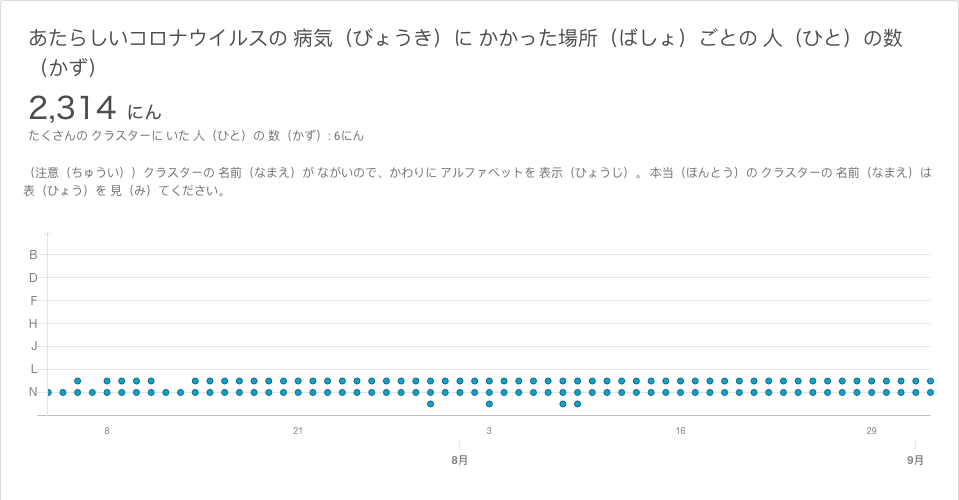 あたらしいコロナウイルスの 病気（びょうき）に かかった場所（ばしょ）ごとの 人（ひと）の数
（かず）
2,314 にん
たくさんの クラスターに いた 人（ひと）の 数（かず）: 6にん
（注意（ちゅうい））クラスターの 名前（なまえ）が ながいので、かわりに アルファベットを 表示（ひょうじ）。 本当（ほんとう）の クラスターの 名前（なまえ）は
表（ひょう）を 見（み）てください。
B
D
F
H
J
L
N
8 21 3 16 29
8月 9月